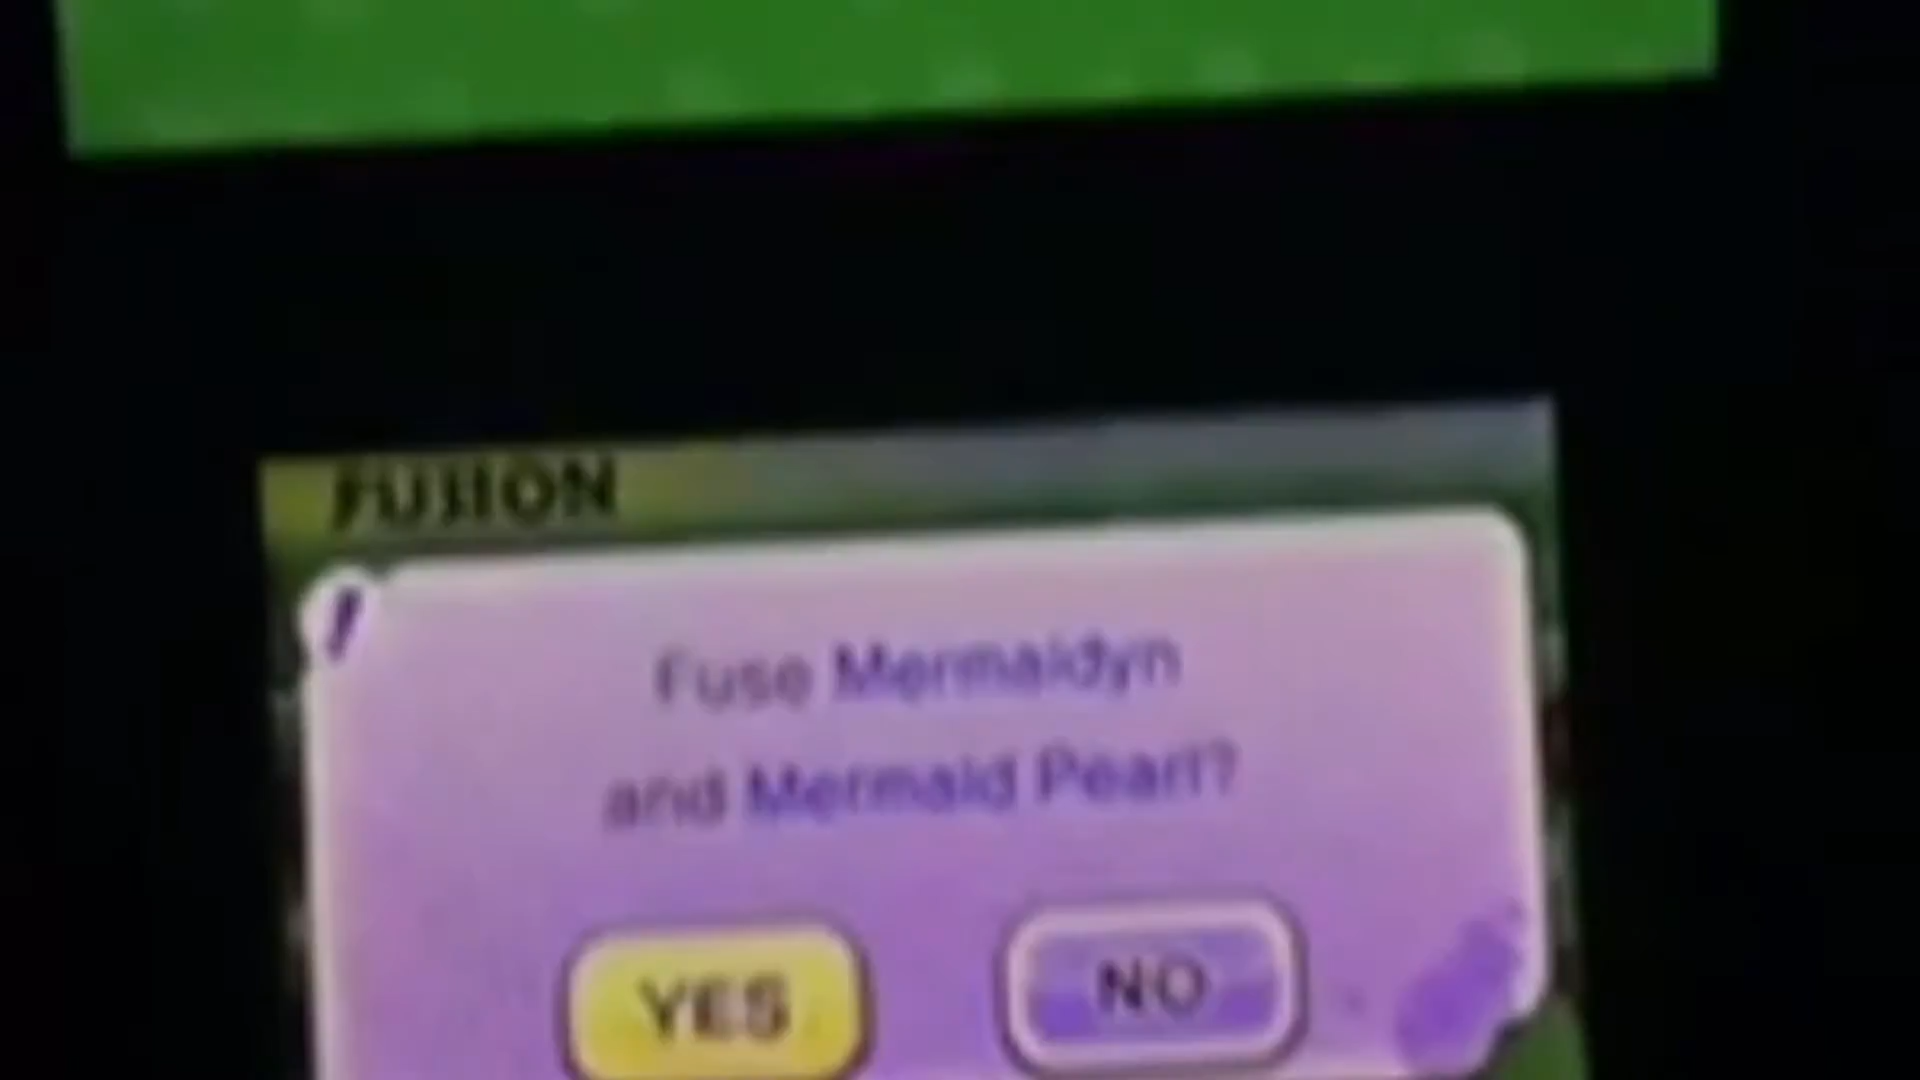 FUSION
!
Fuse Mermaidyn
and Mermaid Pearl?
YES
NO